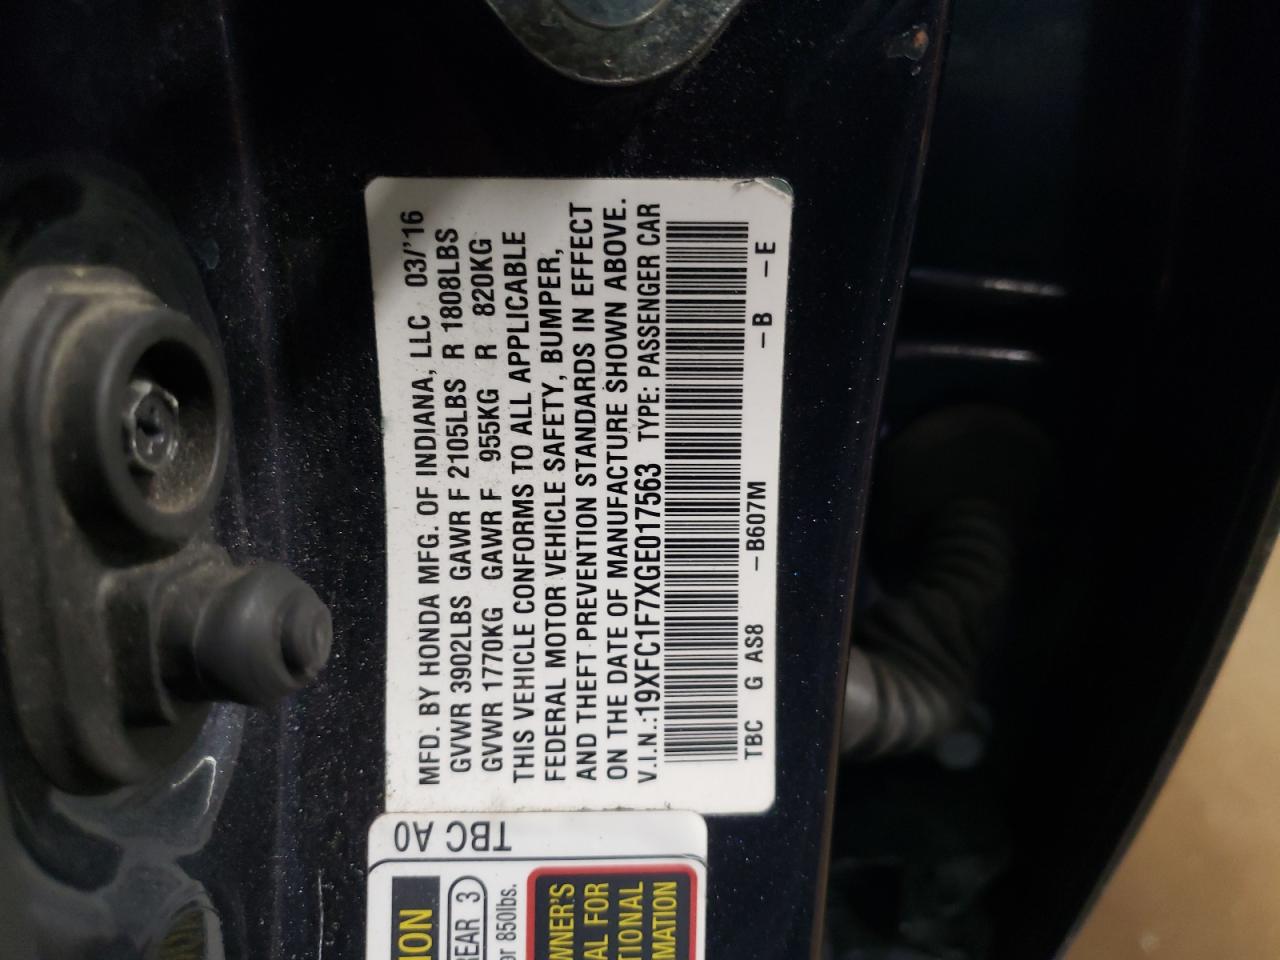 MFD. BY HONDA MFG. OF INDIANA, LLC 03/'16
GVWR 3902LBS GAWR F 2105LBS R 1808LBS
GVWR 1770KG GAWR F 955KG R 820KG
THIS VEHICLE CONFORMS TO ALL APPLICABLE
FEDERAL MOTOR VEHICLE SAFETY, BUMPER,
AND THEFT PREVENTION STANDARDS IN EFFECT
ON THE DATE OF MANUFACTURE SHOWN ABOVE.
V.I.N.:19XFC1F7XGE017563 TYPE: PASSENGER CAR
TBC G AS8 -B607M -B -E
TBC A0
ION
EAR 3
or 850lbs.
WNER'S
AL FOR
TIONAL
MATION